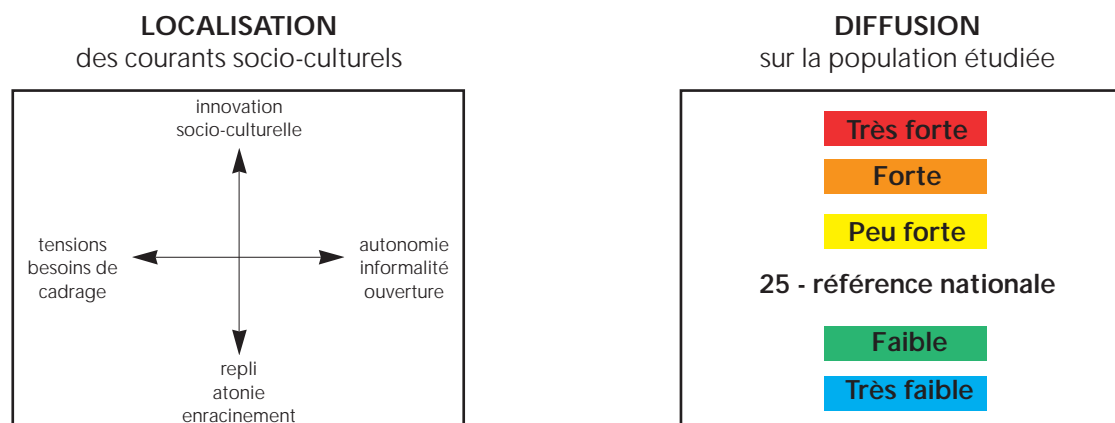 LOCALISATION
des courants socio-culturels
innovation
socio-culturelle
tensions
besoins de
cadrage
autonomie
informalité
ouverture
repli
atonie
enracinement
DIFFUSION
sur la population étudiée
Très forte
Forte
Peu forte
25 - référence nationale
Faible
Très faible